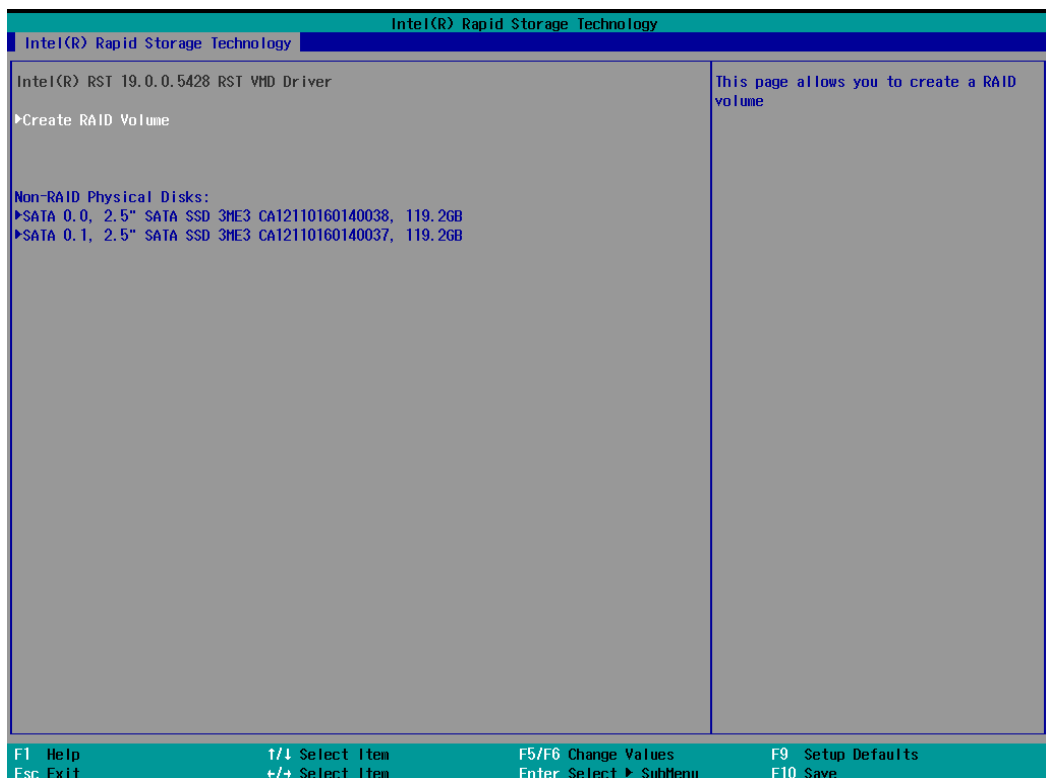 Intel(R) Rapid Storage Technology
Intel(R) Rapid Storage Technology
Intel(R) RST 19.0.0.5428 RST VMD Driver
▶Create RAID Volume
Non-RAID Physical Disks:
▶SATA 0.0, 2.5" SATA SSD 3ME3 CA12110160140038, 119.2GB
▶SATA 0.1, 2.5" SATA SSD 3ME3 CA12110160140037, 119.2GB
This page allows you to create a RAID
volume
F1 Help ↑/↓ Select Item F5/F6 Change Values F9 Setup Defaults
Esc Exit ←/→ Select Item Enter Select ▶ SubMenu F10 Save